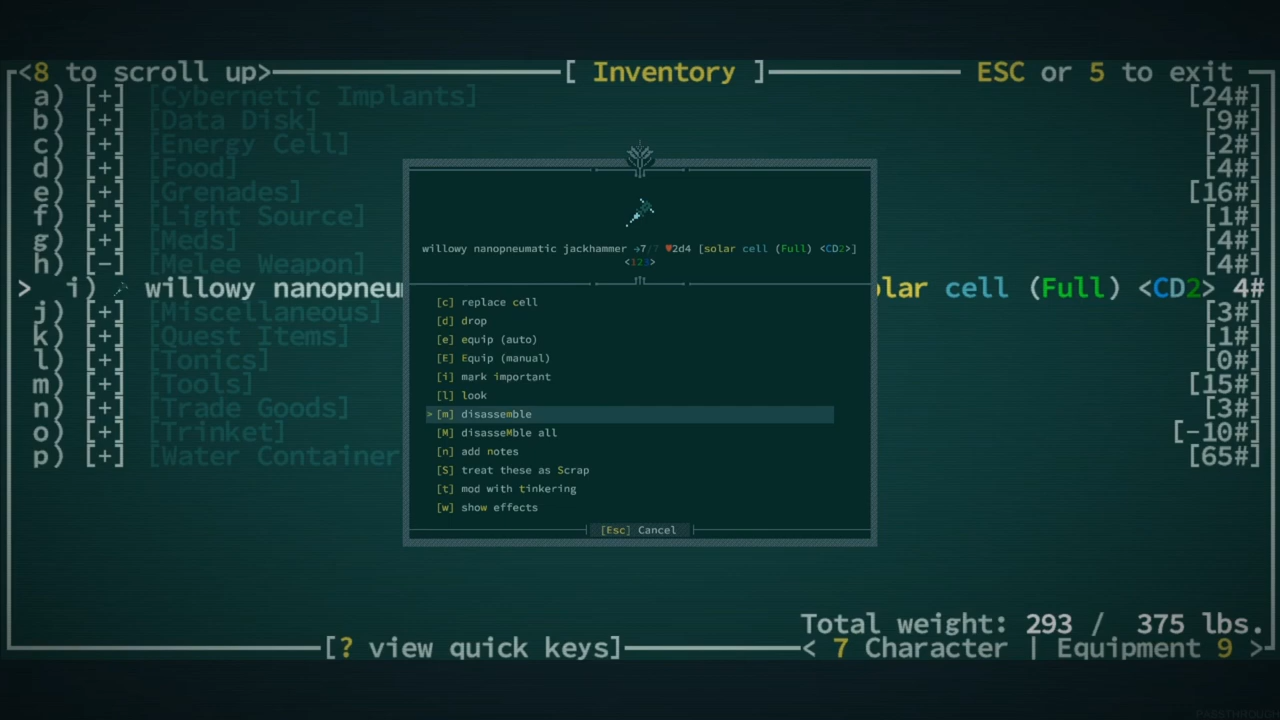 <8 to scroll up> [ Inventory ] ESC or 5 to exit
a) [+] [Cybernetic Implants] [24#]
b) [+] [Data Disk] [9#]
c) [+] [Energy Cell] [2#]
d) [+] [Food] [4#]
e) [+] [Grenades] [16#]
f) [+] [Light Source] [1#]
g) [+] [Meds] [4#]
h) [-] [Melee Weapon] [4#]
> i) willowy nanopneu lar cell (Full) <CD2> 4#
j) [+] [Miscellaneous] [3#]
k) [+] [Quest Items] [1#]
l) [+] [Tonics] [0#]
m) [+] [Tools] [15#]
n) [+] [Trade Goods] [3#]
o) [+] [Trinket] [-10#]
p) [+] [Water Container [65#]
willowy nanopneumatic jackhammer →7/7 ♥2d4 [solar cell (Full) <CD2>]
<123>
[c] replace cell
[d] drop
[e] equip (auto)
[E] Equip (manual)
[i] mark important
[l] look
> [m] disassemble
[M] disasseMble all
[n] add notes
[S] treat these as Scrap
[t] mod with tinkering
[w] show effects
[Esc] Cancel
Total weight: 293 / 375 lbs.
[? view quick keys] < 7 Character | Equipment 9 >